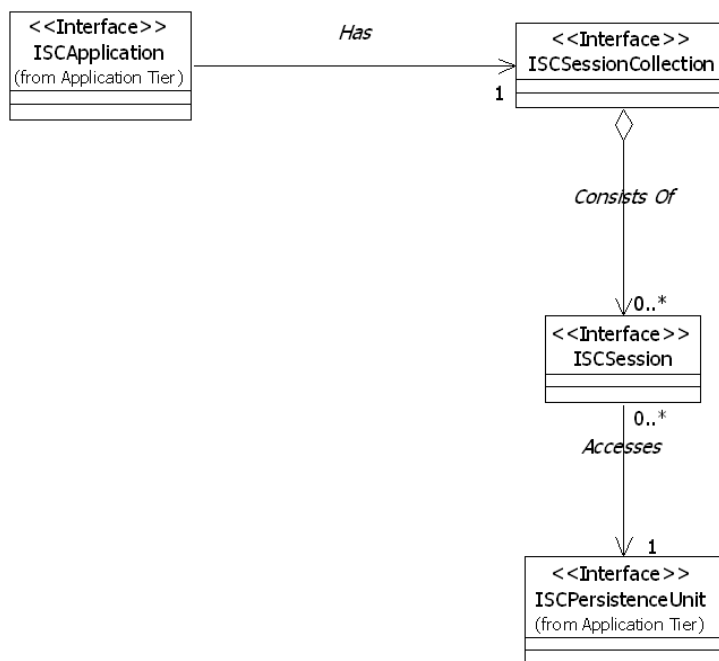 <<Interface>>
ISCApplication
(from Application Tier)
Has
1
<<Interface>>
ISCSessionCollection
Consists Of
0..*
<<Interface>>
ISCSession
0..*
Accesses
1
<<Interface>>
ISCPersistenceUnit
(from Application Tier)